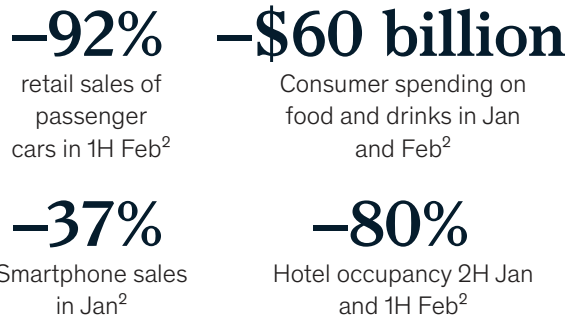 –92%
retail sales of
passenger
cars in 1H Feb²
–$60 billion
Consumer spending on
food and drinks in Jan
and Feb²
–37%
Smartphone sales
in Jan²
–80%
Hotel occupancy 2H Jan
and 1H Feb²